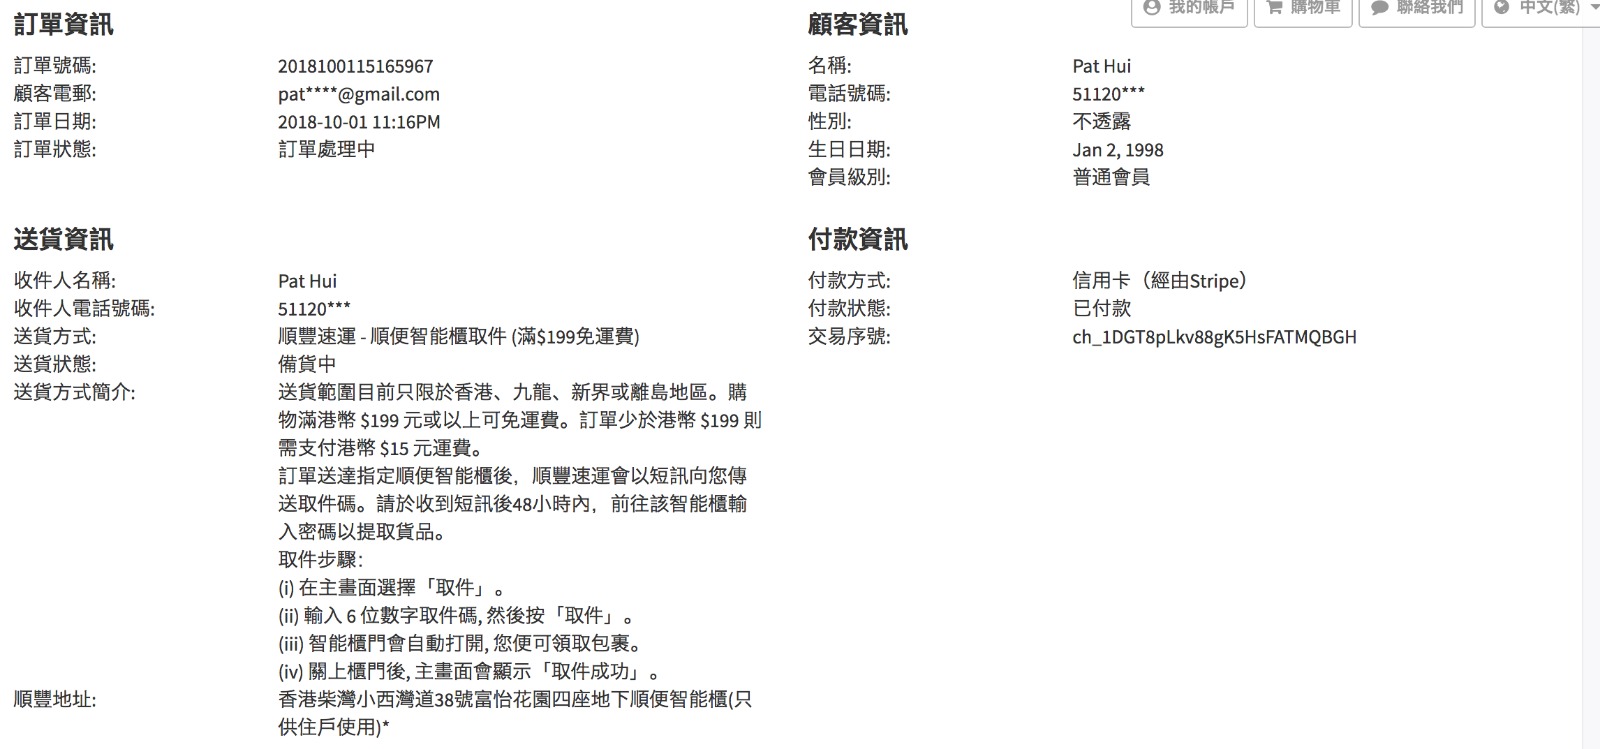 我的帳戶 購物車 聯絡我們 中文(繁)
訂單資訊
訂單號碼: 2018100115165967
顧客電郵: pat****@gmail.com
訂單日期: 2018-10-01 11:16PM
訂單狀態: 訂單處理中
顧客資訊
名稱: Pat Hui
電話號碼: 51120***
性別: 不透露
生日日期: Jan 2, 1998
會員級別: 普通會員
送貨資訊
收件人名稱: Pat Hui
收件人電話號碼: 51120***
送貨方式: 順豐速運 - 順便智能櫃取件 (滿$199免運費)
送貨狀態: 備貨中
送貨方式簡介: 送貨範圍目前只限於香港、九龍、新界或離島地區。購
物滿港幣 $199 元或以上可免運費。訂單少於港幣 $199 則
需支付港幣 $15 元運費。
訂單送達指定順便智能櫃後，順豐速運會以短訊向您傳
送取件碼。請於收到短訊後48小時內，前往該智能櫃輸
入密碼以提取貨品。
取件步驟：
(i) 在主畫面選擇「取件」。
(ii) 輸入 6 位數字取件碼, 然後按「取件」。
(iii) 智能櫃門會自動打開, 您便可領取包裹。
(iv) 關上櫃門後, 主畫面會顯示「取件成功」。
順豐地址: 香港柴灣小西灣道38號富怡花園四座地下順便智能櫃(只
供住戶使用)*
付款資訊
付款方式: 信用卡（經由Stripe）
付款狀態: 已付款
交易序號: ch_1DGT8pLkv88gK5HsFATMQBGH